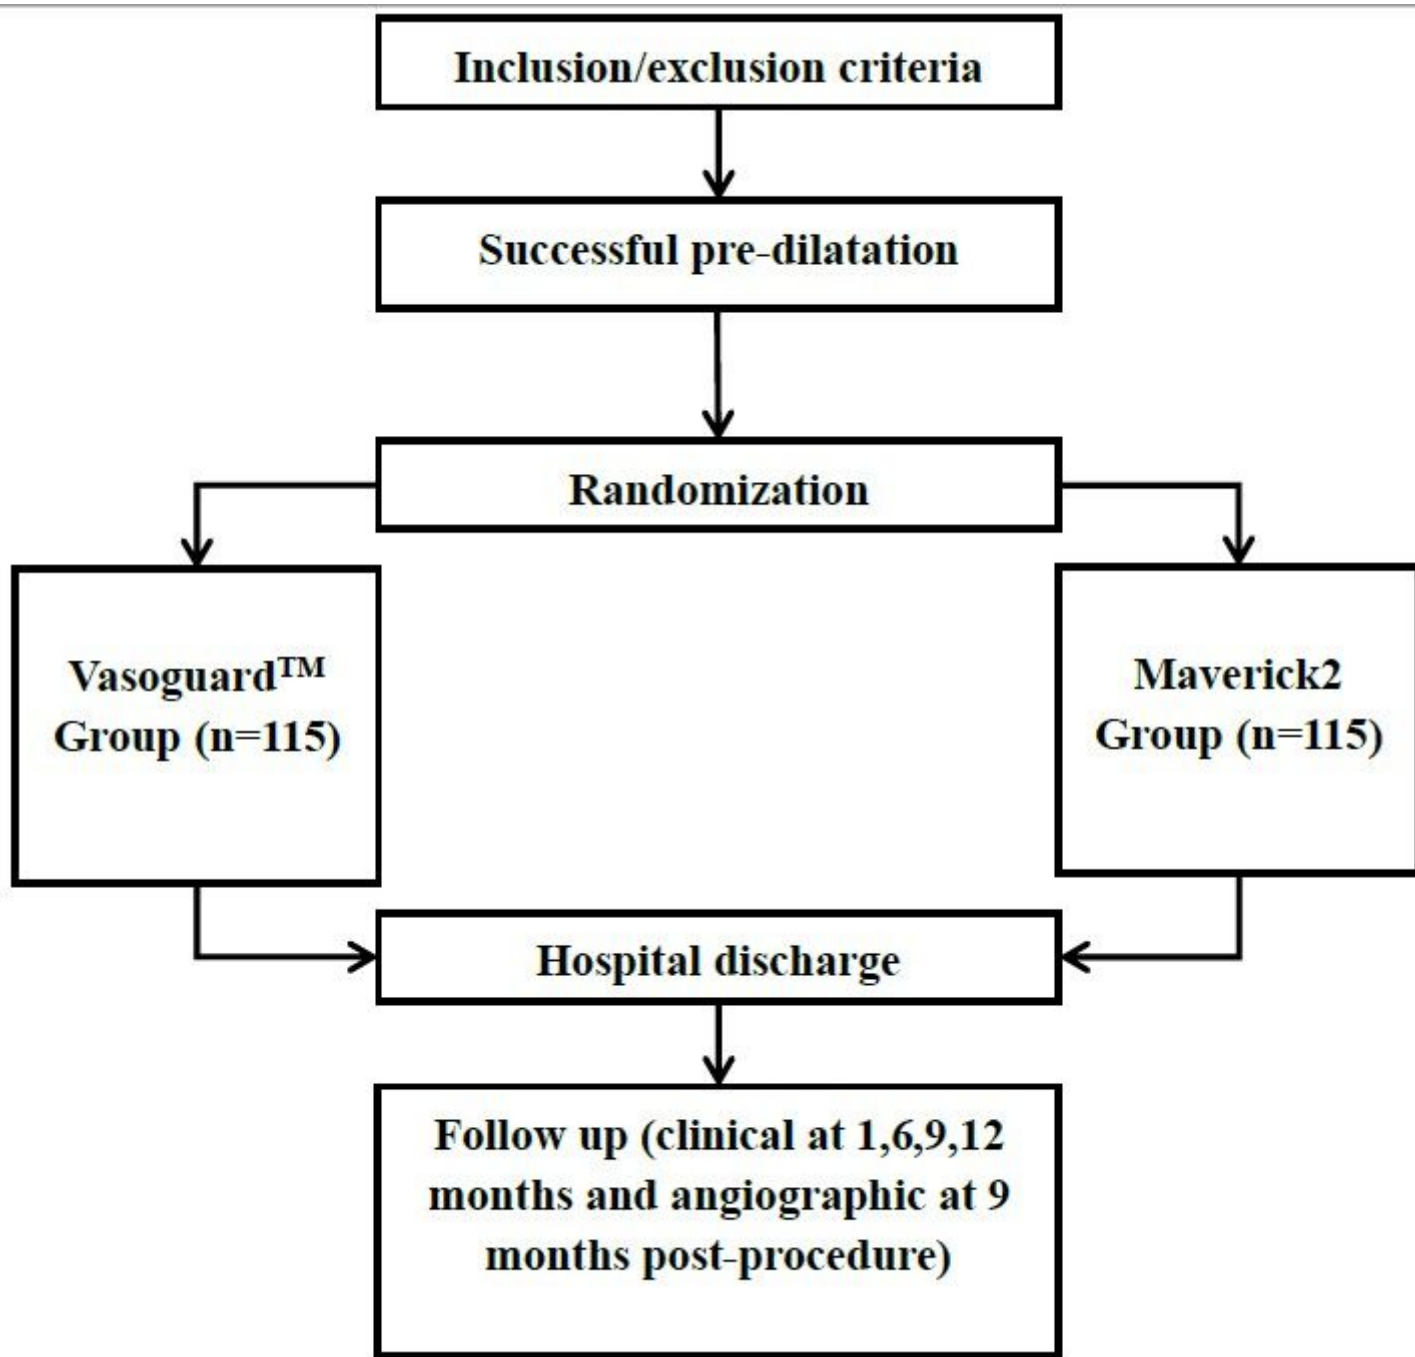 Inclusion/exclusion criteria
Successful pre-dilatation
Randomization
Vasoguard™
Group (n=115)
Maverick2
Group (n=115)
Hospital discharge
Follow up (clinical at 1,6,9,12
months and angiographic at 9
months post-procedure)